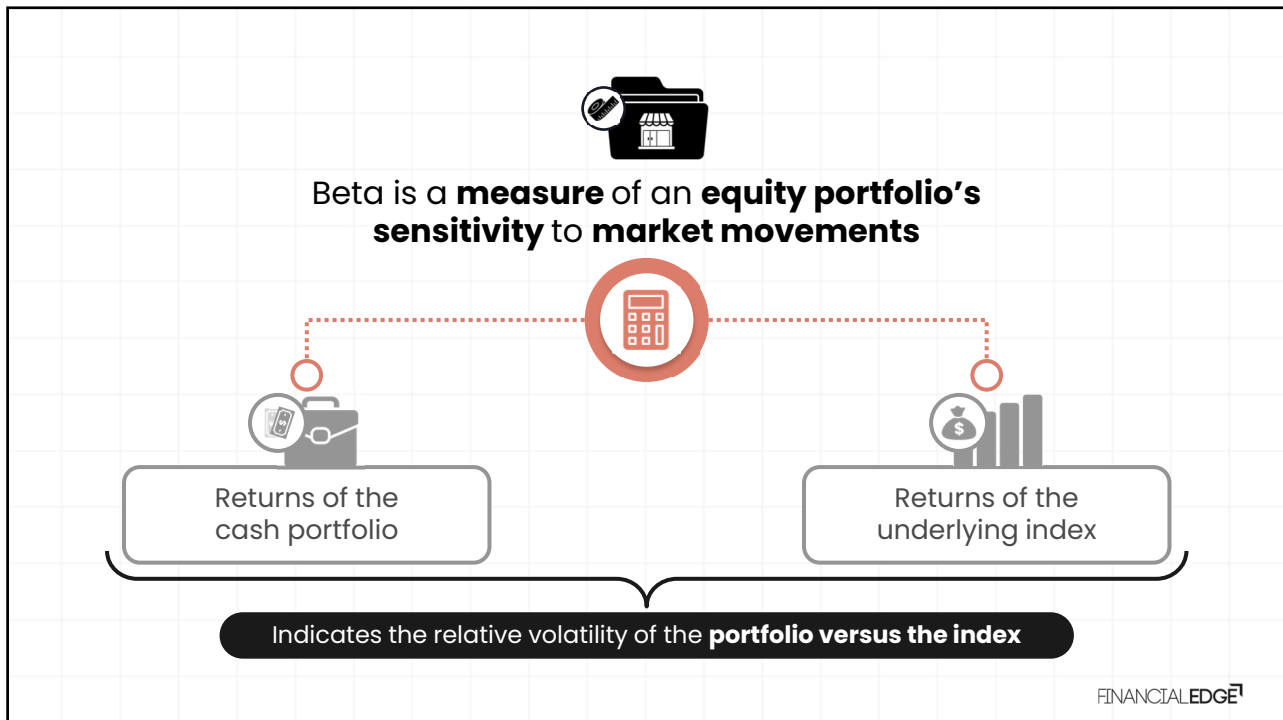 Beta is a measure of an equity portfolio’s
sensitivity to market movements
Returns of the
cash portfolio
Returns of the
underlying index
Indicates the relative volatility of the portfolio versus the index
FINANCIALEDGE